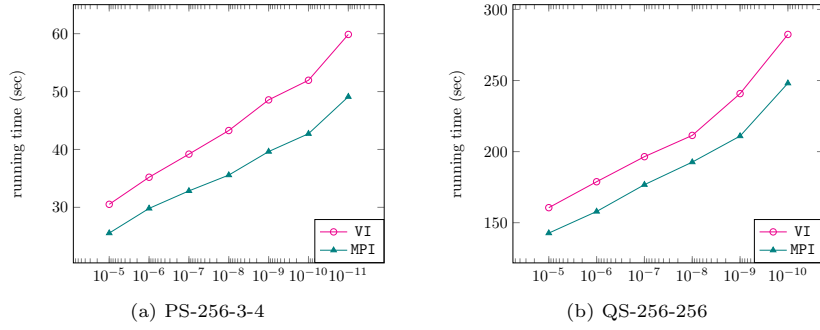 running time (sec)
60
50
40
30
10^-5 10^-6 10^-7 10^-8 10^-9 10^-10 10^-11
VI
MPI
(a) PS-256-3-4
running time (sec)
300
250
200
150
10^-5 10^-6 10^-7 10^-8 10^-9 10^-10
VI
MPI
(b) QS-256-256